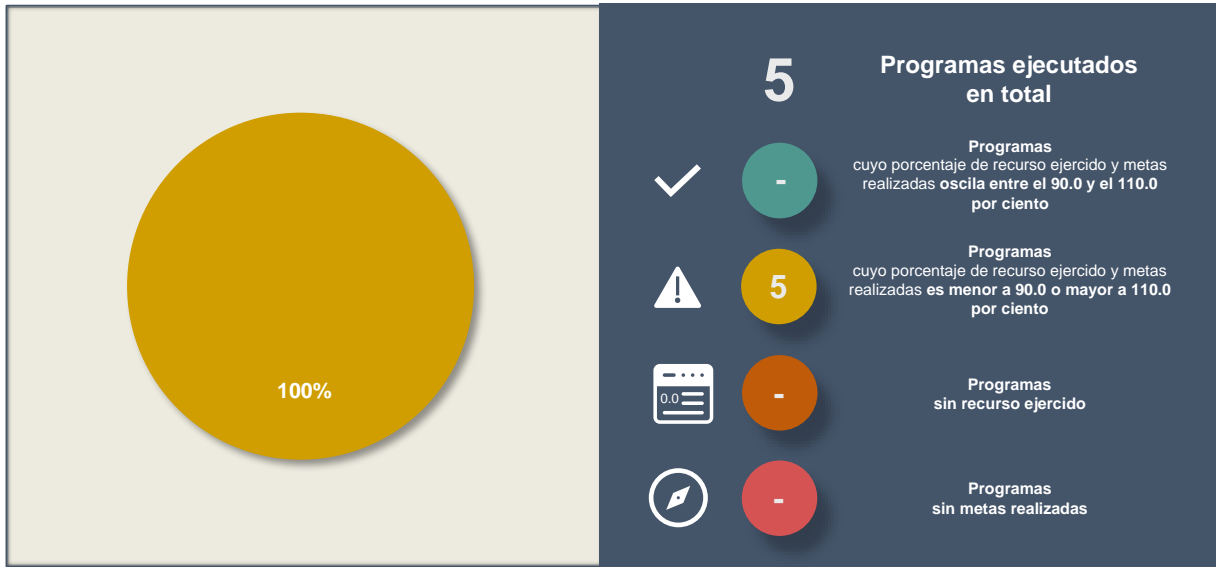 100%
5
Programas ejecutados
en total
-
Programas
cuyo porcentaje de recurso ejercido y metas
realizadas oscila entre el 90.0 y el 110.0
por ciento
5
Programas
cuyo porcentaje de recurso ejercido y metas
realizadas es menor a 90.0 o mayor a 110.0
por ciento
0.0
-
Programas
sin recurso ejercido
-
Programas
sin metas realizadas